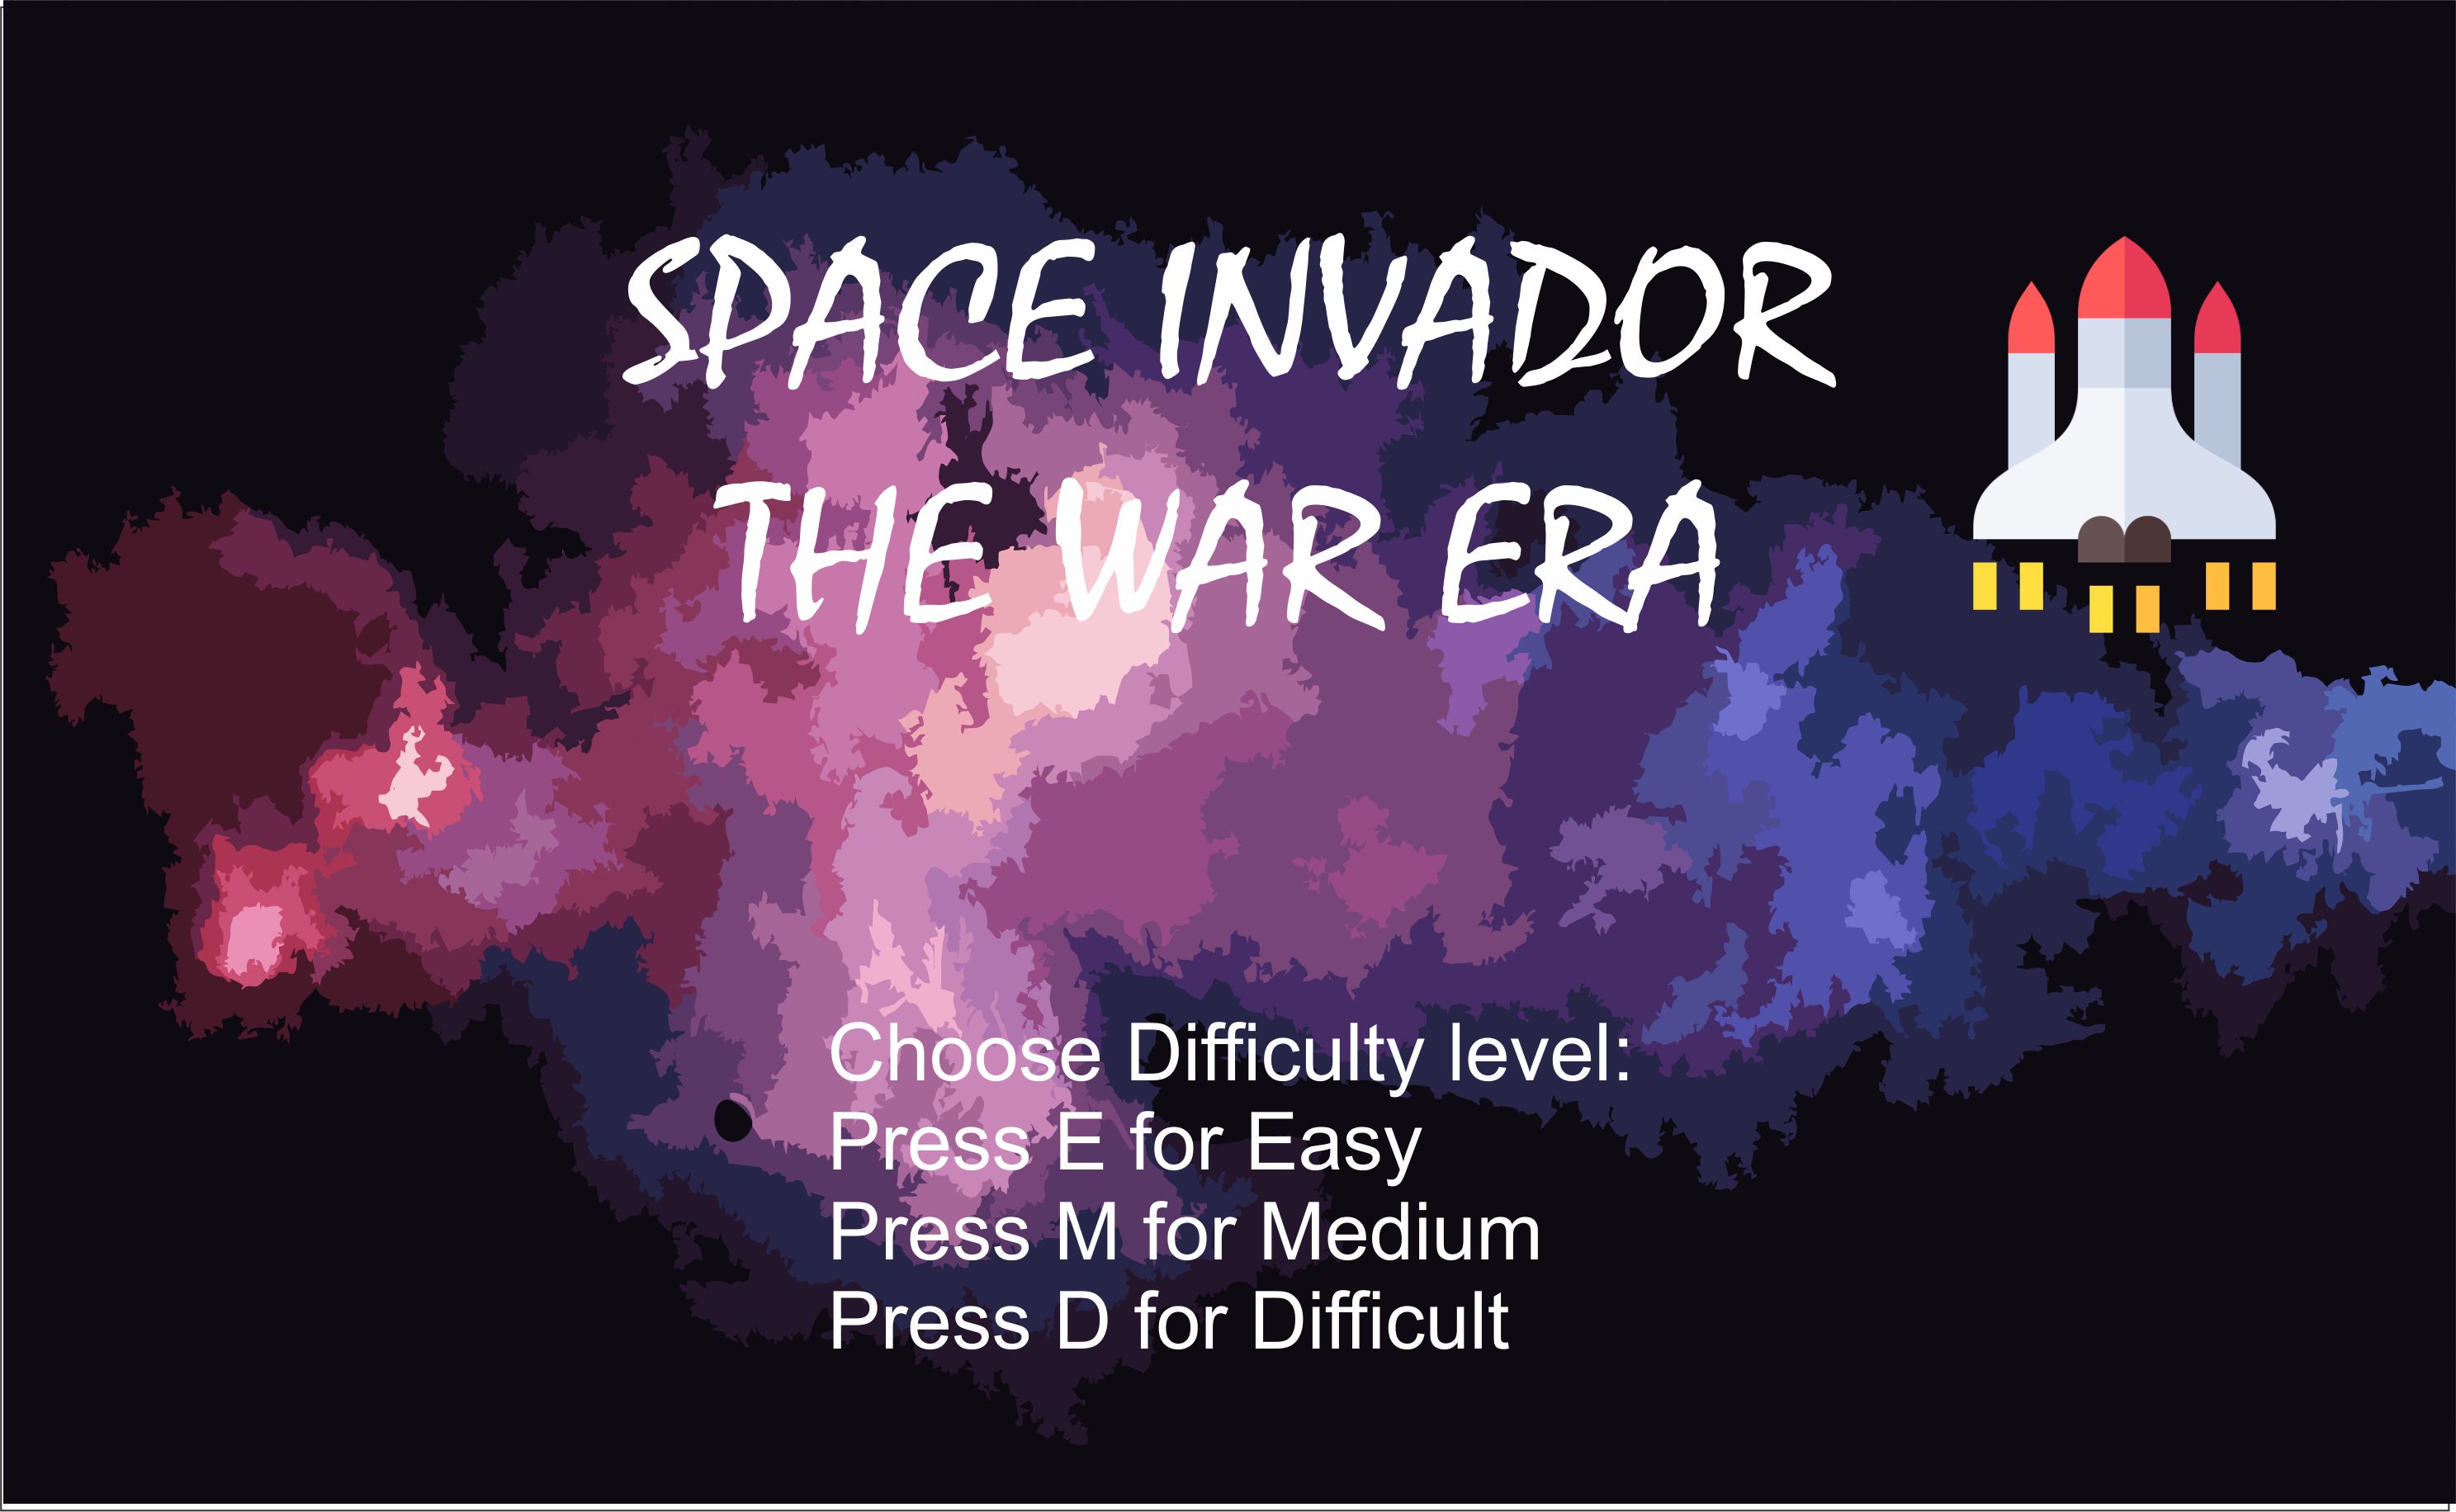 SPACE INVADOR
THE WAR ERA
Choose Difficulty level:
Press E for Easy
Press M for Medium
Press D for Difficult